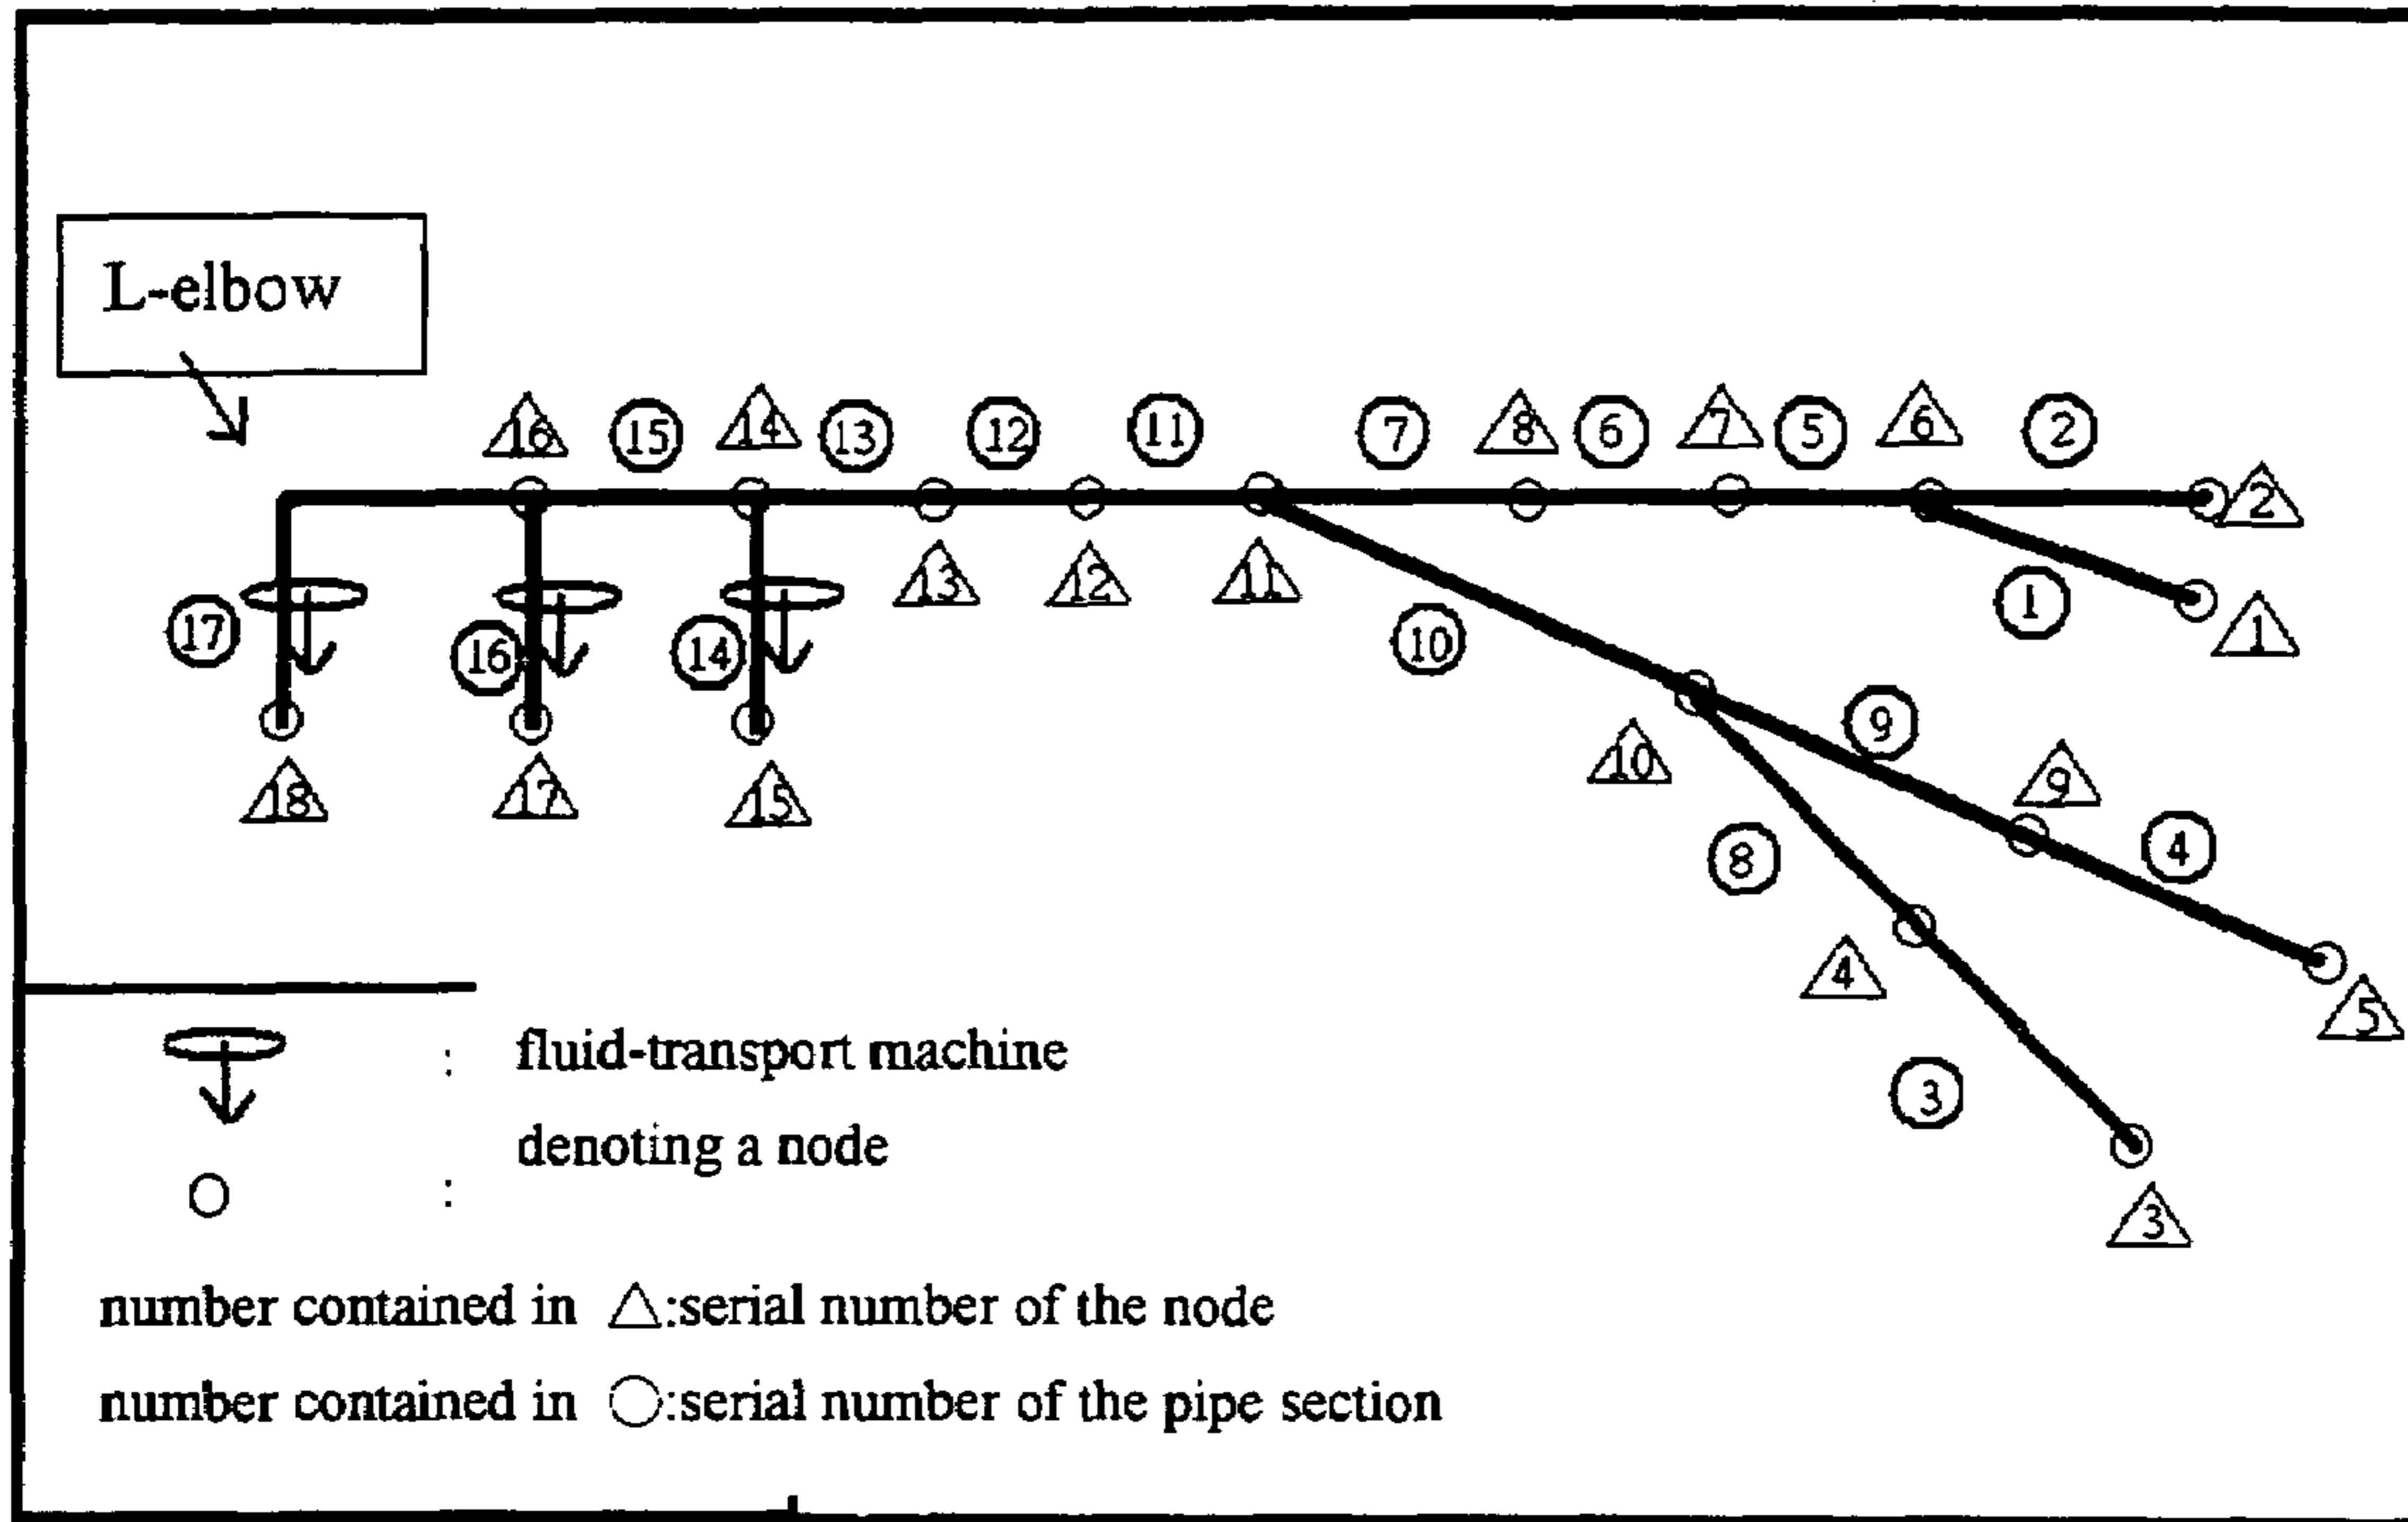 L-elbow
16 15 14 13 12 11 7 8 6 7 5 6 2
2
13 12 11 1 1
17 16 14 10
18 17 15 10 9 9
8 4 4
5
3
3
: fluid-transport machine
denoting a node
:
number contained in △:serial number of the node
number contained in ○:serial number of the pipe section